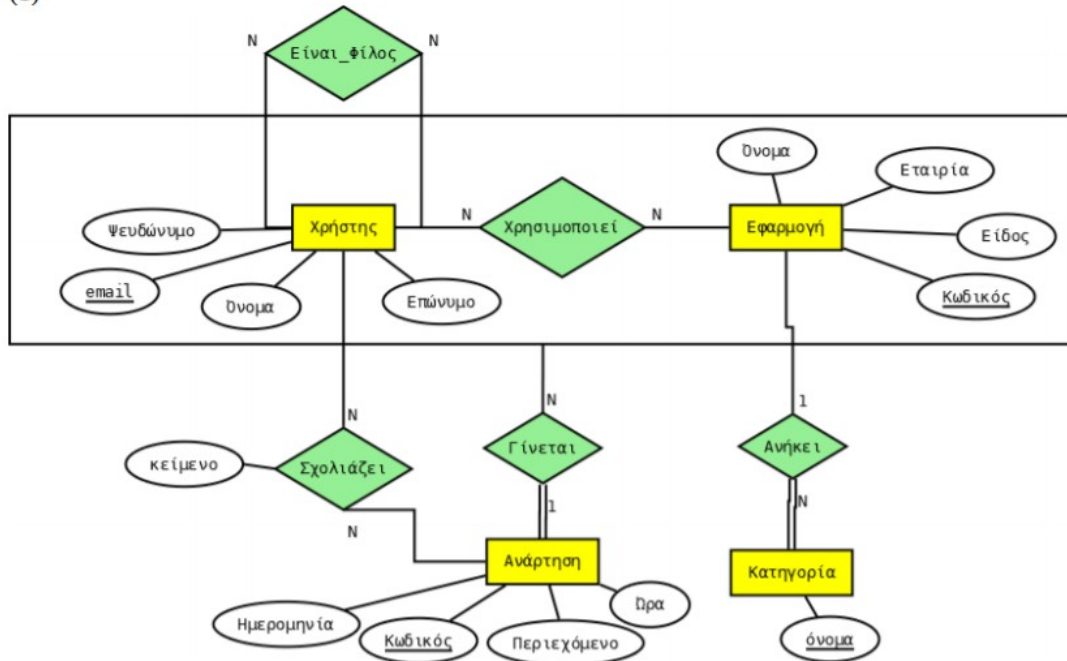 N
Είναι_Φίλος
N
Όνομα
Εταιρία
Ψευδώνυμο
Χρήστης
N
Χρησιμοποιεί
N
Εφαρμογή
Είδος
email
Όνομα
Επώνυμο
Κωδικός
N
N
1
κείμενο
Σχολιάζει
Γίνεται
Ανήκει
N
1
N
Ανάρτηση
Κατηγορία
Ημερομηνία
Κωδικός
Περιεχόμενο
Ώρα
όνομα